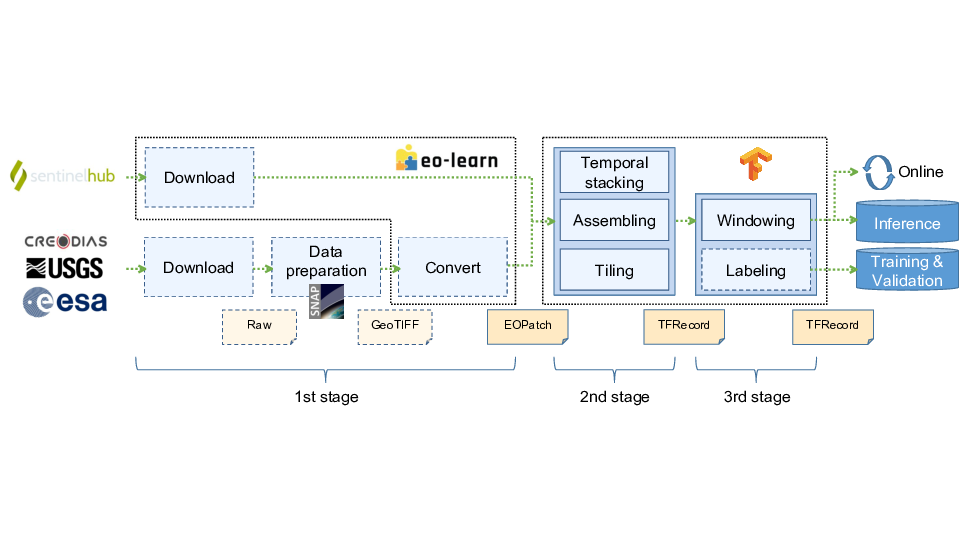 eo-learn
sentinelhub
Download
Temporal
stacking
Online
Assembling
Windowing
Inference
CREODIAS
USGS
esa
Download
Data
preparation
Convert
Tiling
Labeling
Training &
Validation
SNAP
Raw
GeoTIFF
EOPatch
TFRecord
TFRecord
1st stage
2nd stage
3rd stage